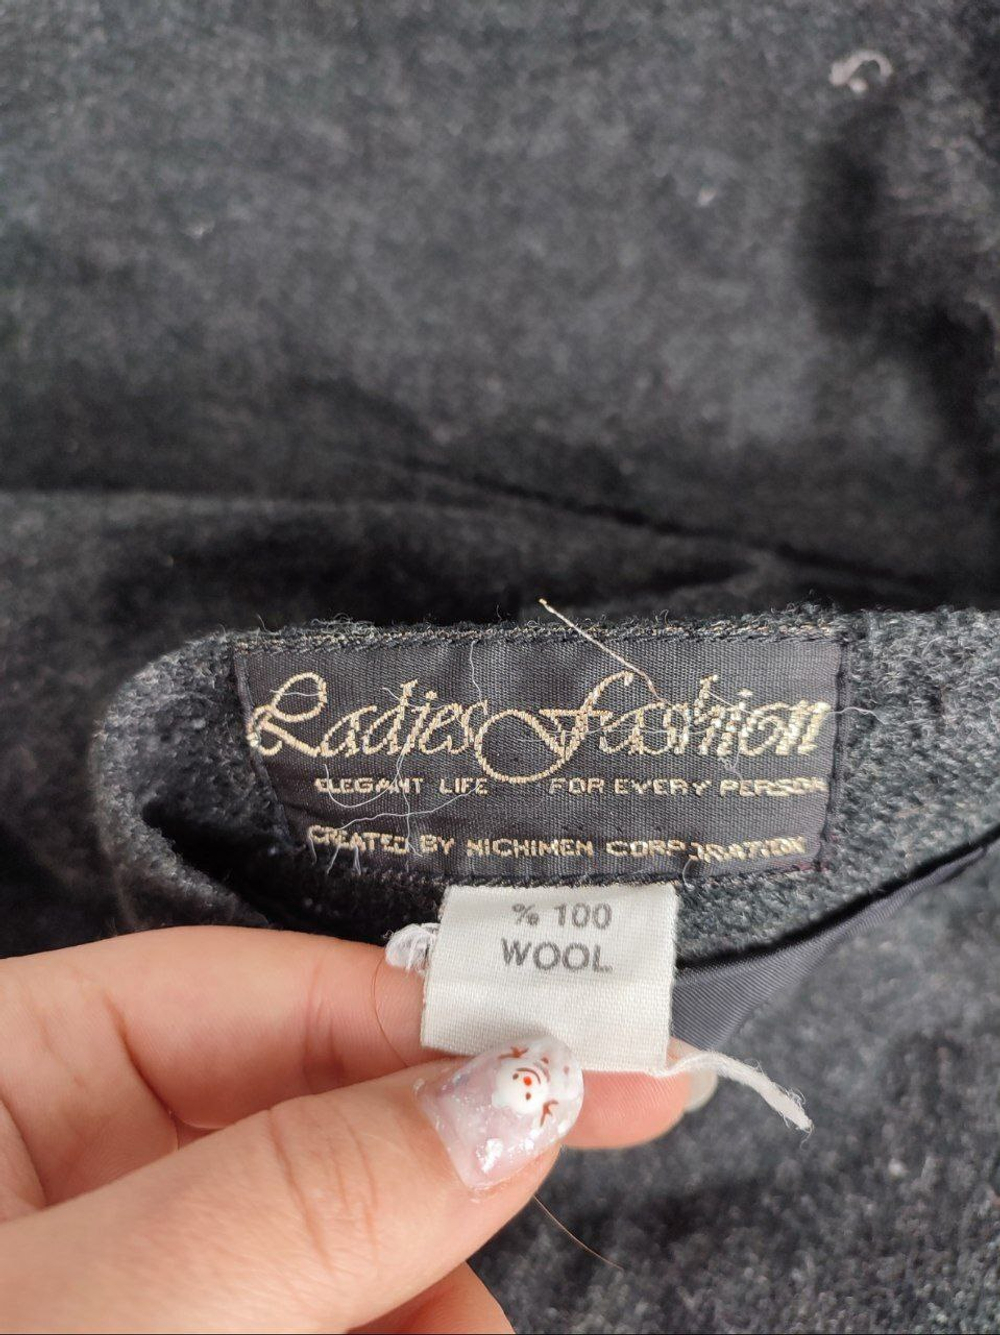 Ladies Fashion
ELEGANT LIFE FOR EVERY PERSON
CREATED BY NICHIMEN CORPORATION
% 100
WOOL